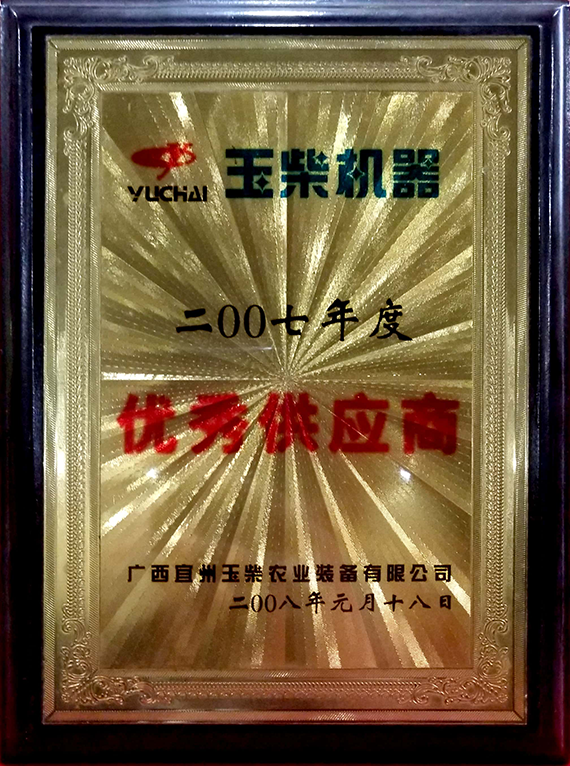 YUCHAI 玉柴机器
二00七年度
优秀供应商
广西宜州玉柴农业装备有限公司
二00八年元月十八日